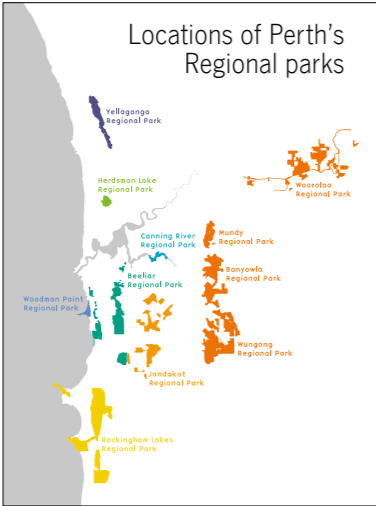 Locations of Perth's
Regional parks
Yellagonga
Regional Park
Herdsman Lake
Regional Park
Wooroloo
Regional Park
Canning River
Regional Park
Mundy
Regional Park
Beeliar
Regional Park
Banyowla
Regional Park
Woodman Point
Regional Park
Wungong
Regional Park
Jandakot
Regional Park
Rockingham Lakes
Regional Park